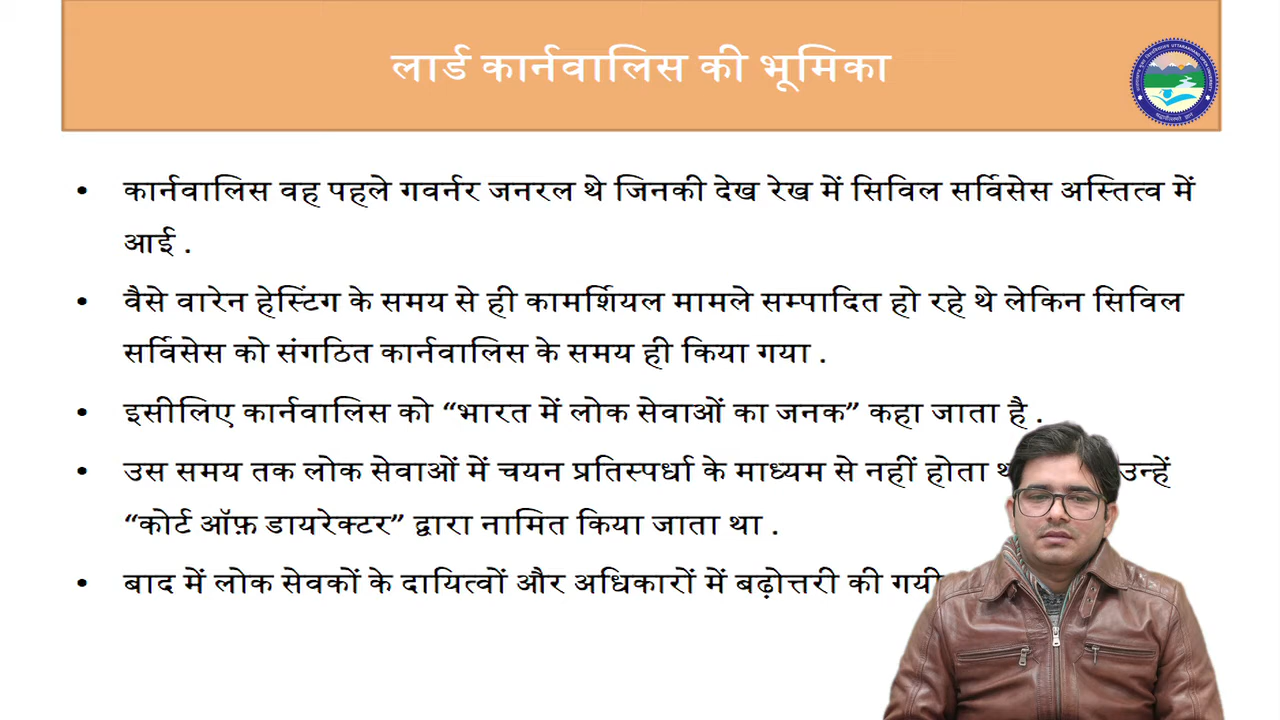 लार्ड कार्नवालिस की भूमिका
• कार्नवालिस वह पहले गवर्नर जनरल थे जिनकी देख रेख में सिविल सर्विसेस अस्तित्व में
आई .
• वैसे वारेन हेस्टिंग के समय से ही कामर्शियल मामले सम्पादित हो रहे थे लेकिन सिविल
सर्विसेस को संगठित कार्नवालिस के समय ही किया गया .
• इसीलिए कार्नवालिस को “भारत में लोक सेवाओं का जनक” कहा जाता है .
• उस समय तक लोक सेवाओं में चयन प्रतिस्पर्धा के माध्यम से नहीं होता उन्हें
“कोर्ट ऑफ़ डायरेक्टर” द्वारा नामित किया जाता था .
• बाद में लोक सेवकों के दायित्वों और अधिकारों में बढ़ोत्तरी की गयी